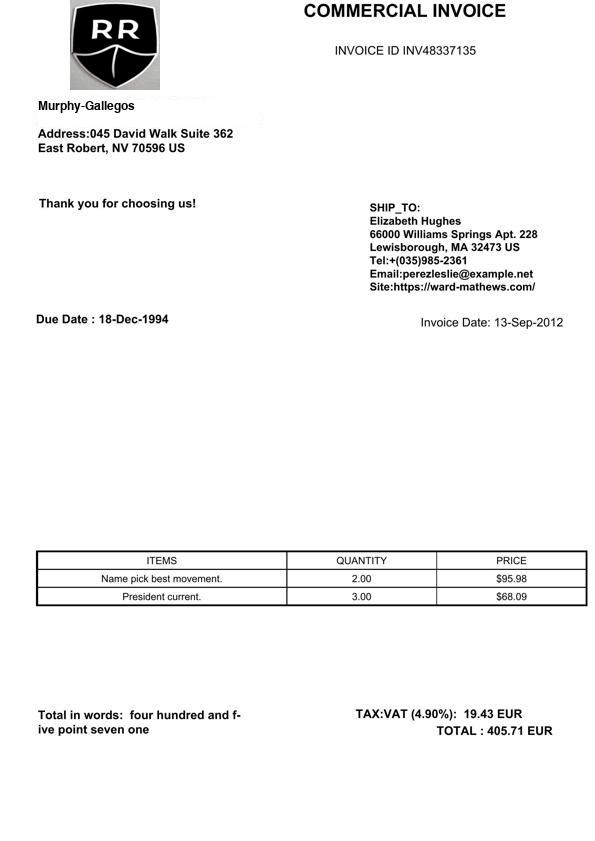 RR
COMMERCIAL INVOICE
INVOICE ID INV48337135
Murphy-Gallegos
Address:045 David Walk Suite 362
East Robert, NV 70596 US
Thank you for choosing us!
SHIP_TO:
Elizabeth Hughes
66000 Williams Springs Apt. 228
Lewisborough, MA 32473 US
Tel:+(035)985-2361
Email:perezleslie@example.net
Site:https://ward-mathews.com/
Due Date : 18-Dec-1994
Invoice Date: 13-Sep-2012
ITEMS QUANTITY PRICE
Name pick best movement. 2.00 $95.98
President current. 3.00 $68.09
Total in words: four hundred and f-
ive point seven one
TAX:VAT (4.90%): 19.43 EUR
TOTAL : 405.71 EUR